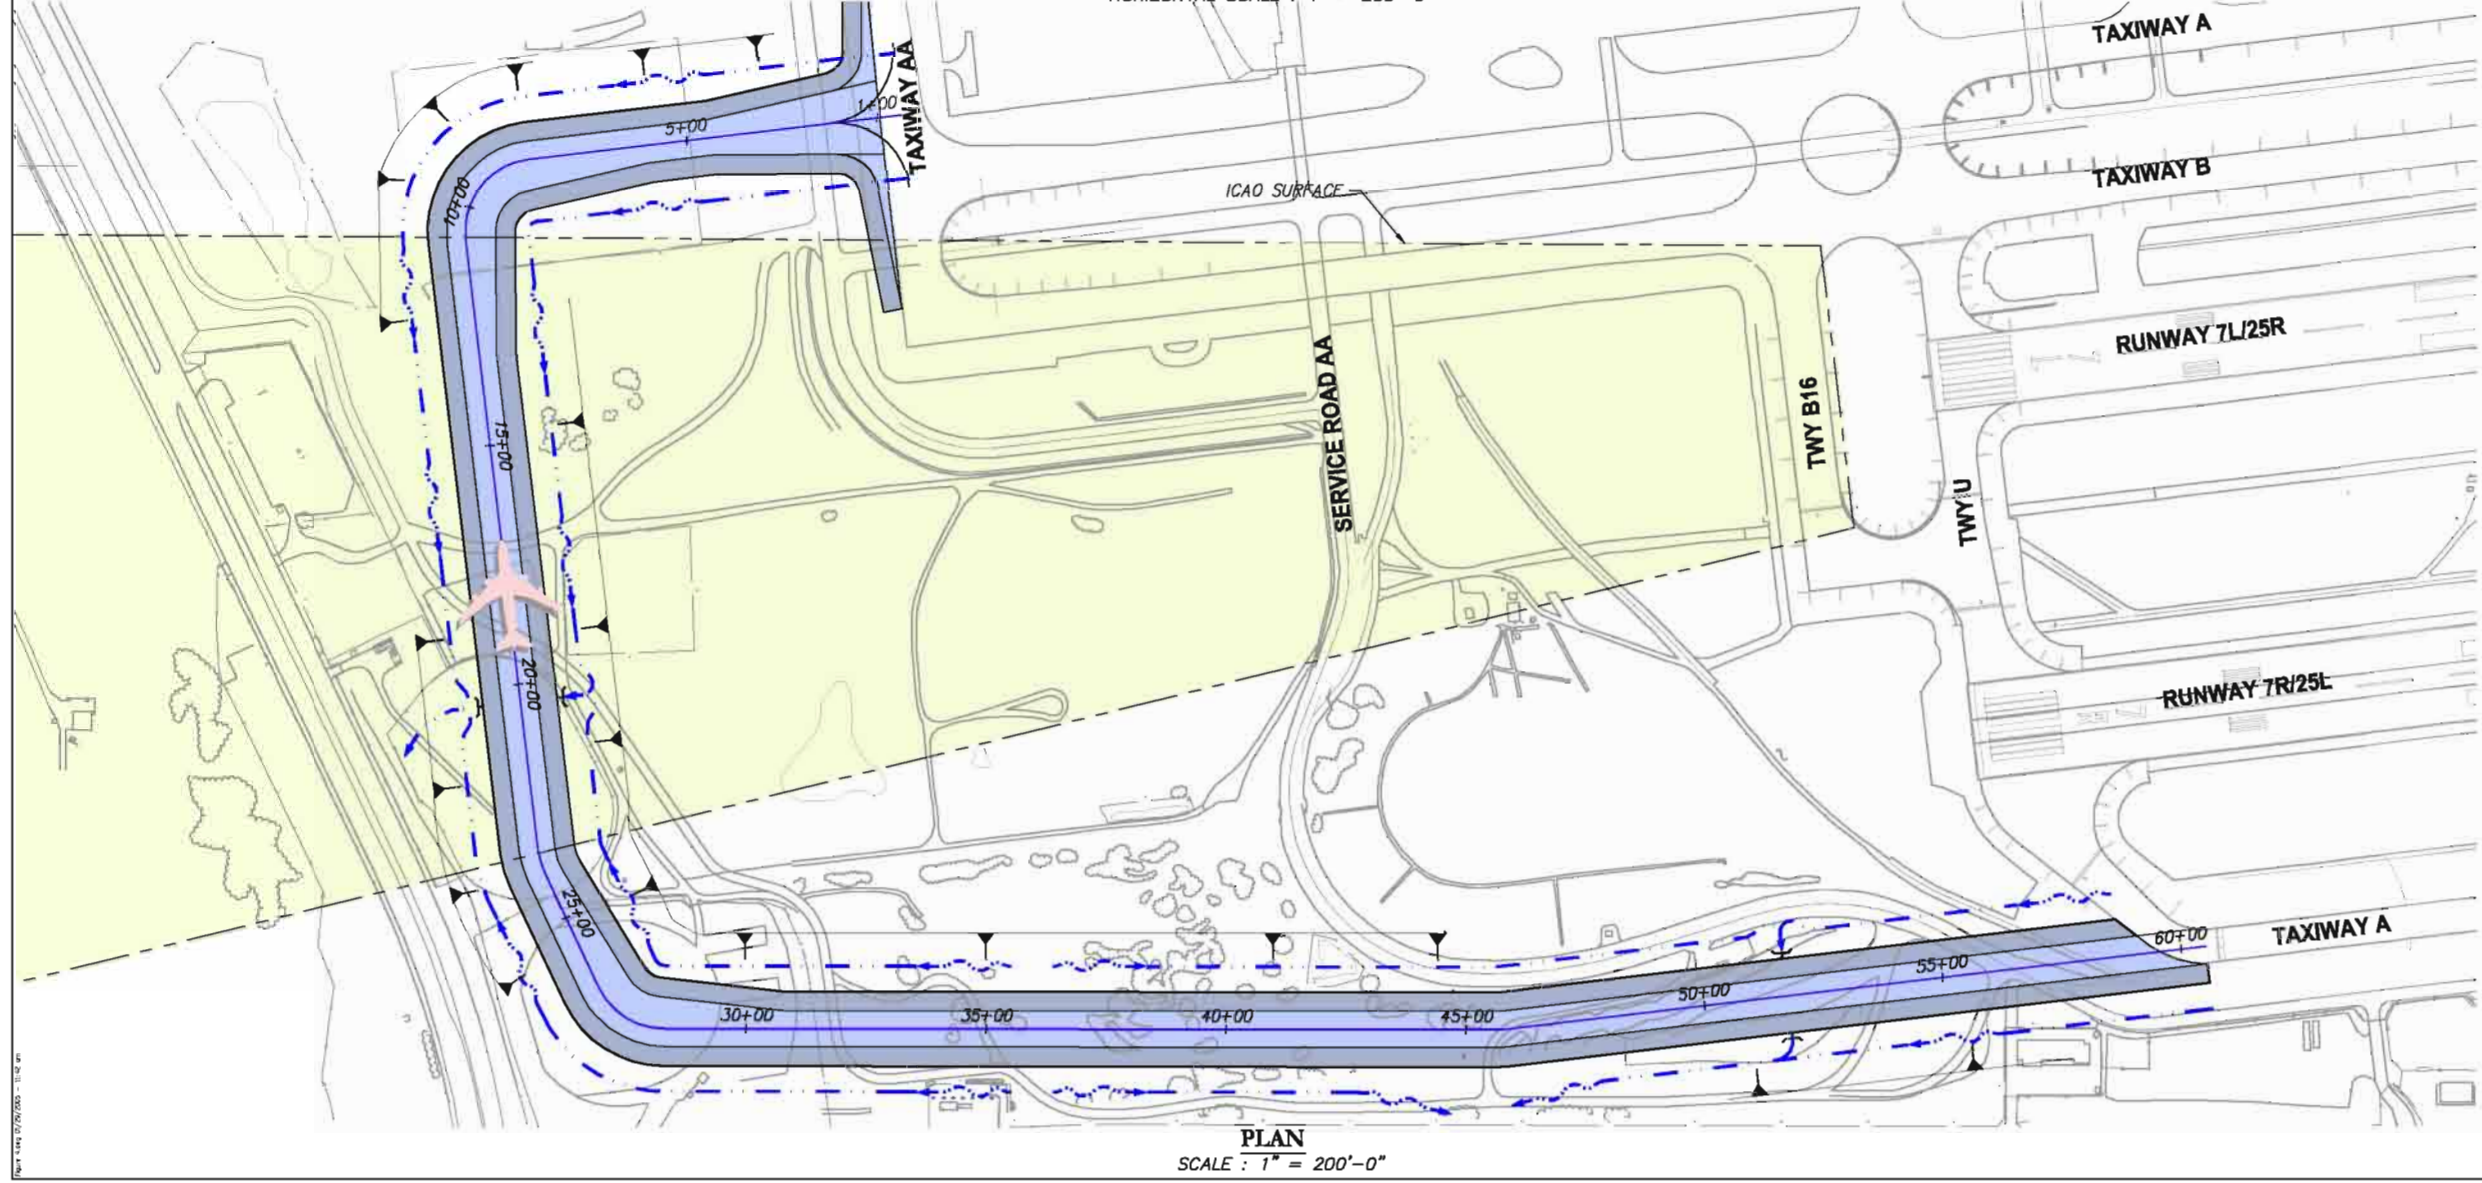 TAXIWAY A
TAXIWAY AA
1+00
5+00
TAXIWAY B
ICAO SURFACE
10+00
RUNWAY 7L/25R
SERVICE ROAD AA
TWY B16
15+00
TWY U
20+00
RUNWAY 7R/25L
25+00
TAXIWAY A
60+00
55+00
50+00
30+00
35+00
40+00
45+00
PLAN
SCALE : 1" = 200'-0"